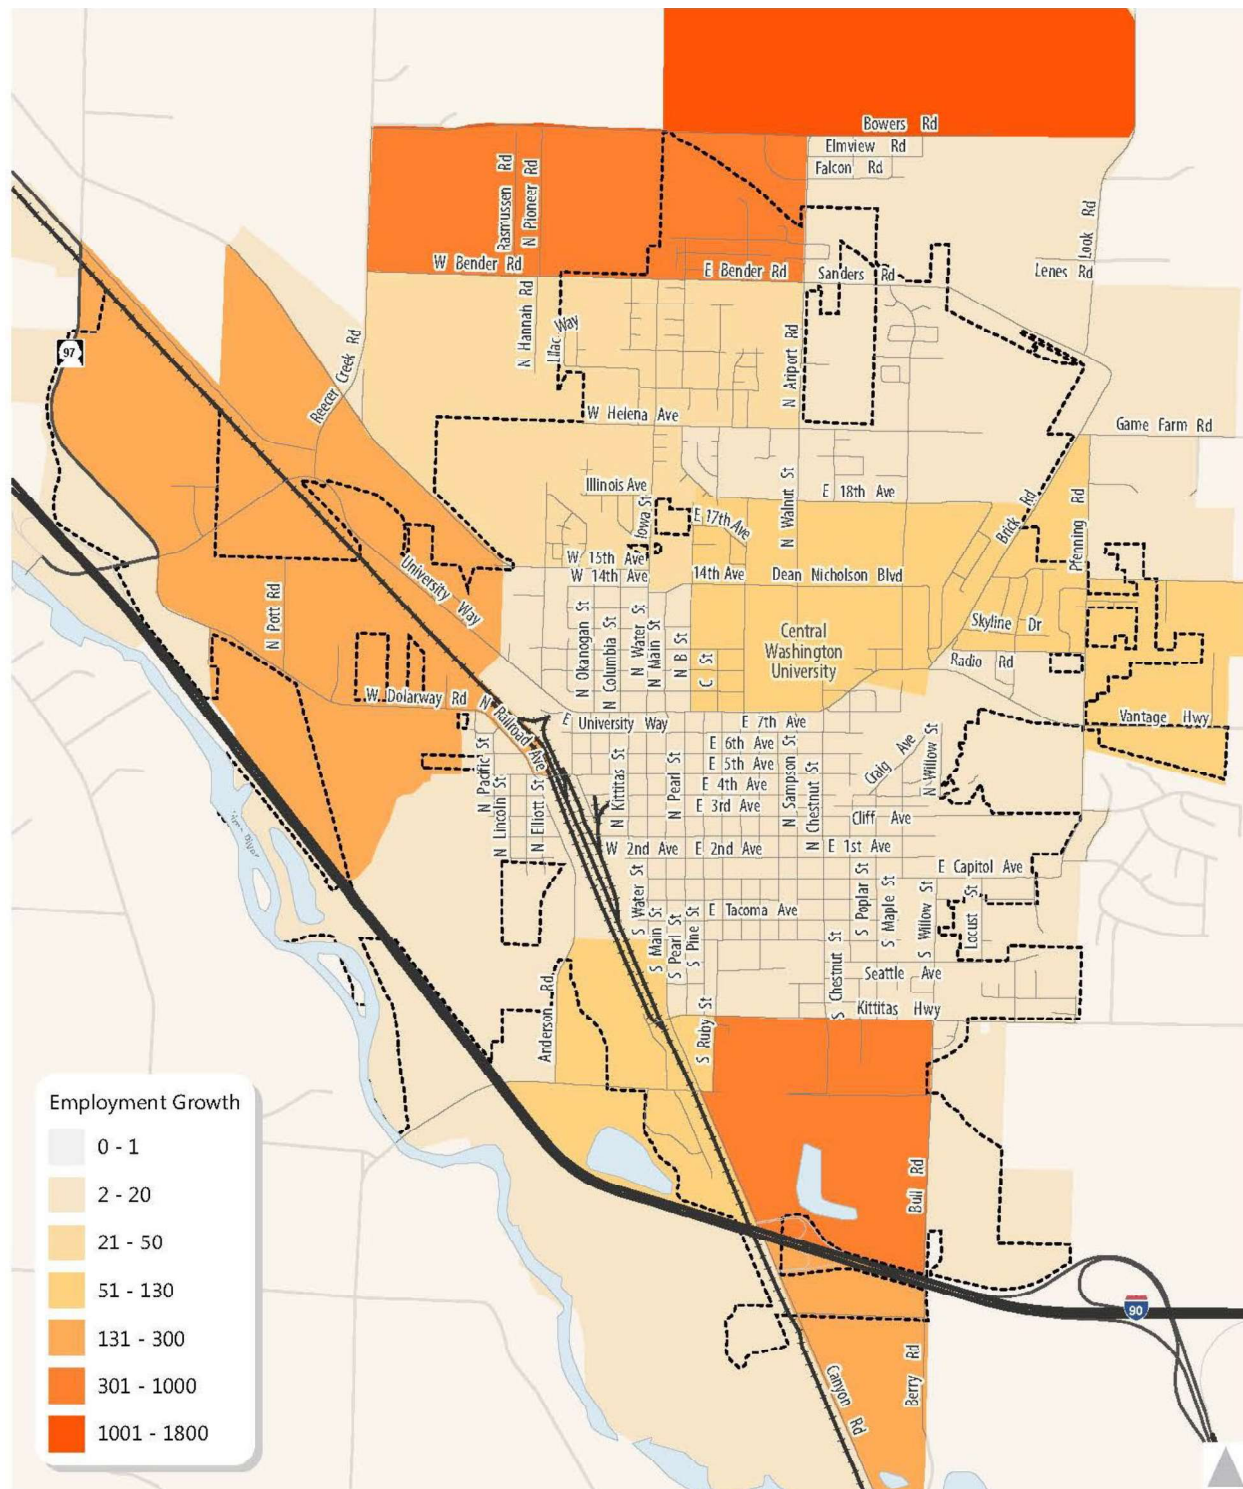 Bowers Rd
Elmview Rd
Falcon Rd
Rasmussen Rd
N Pioneer Rd
Look Rd
W Bender Rd
E Bender Rd
Sanders Rd
Lenes Rd
N Hannah Rd
Lilac Way
N Ariport Rd
97
Reecer Creek Rd
W Helena Ave
Game Farm Rd
Illinois Ave
E 18th Ave
Iowa St
E 17th Ave
N Walnut St
Brick Rd
Pfenning Rd
W 15th Ave
W 14th Ave
14th Ave
Dean Nicholson Blvd
University Way
N Pott Rd
N Okanogan St
N Columbia St
N Water St
N Main St
N B St
C St
Central
Washington
University
Skyline Dr
Radio Rd
W Dolarway Rd
N Railroad Ave
E University Way
E 7th Ave
Vantage Hwy
E 6th Ave
E 5th Ave
E 4th Ave
E 3rd Ave
N Pacific St
N Lincoln St
N Elliott St
N Kittitas St
N Pearl St
N Sampson St
N Chestnut St
Craig Ave
N Willow St
Cliff Ave
W 2nd Ave
E 2nd Ave
E 1st Ave
E Capitol Ave
S Water St
S Main St
S Pearl St
S Pine St
E Tacoma Ave
S Poplar St
S Maple St
S Willow St
Locust St
S Chestnut St
Seattle Ave
Kittitas Hwy
Anderson Rd
S Ruby St
Bull Rd
90
Canyon Rd
Berry Rd
Employment Growth
0 - 1
2 - 20
21 - 50
51 - 130
131 - 300
301 - 1000
1001 - 1800